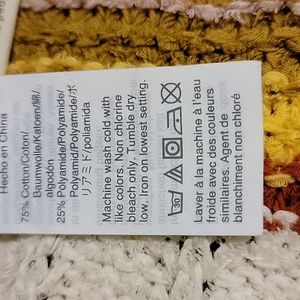 Hecho en China
75% Cotton/Coton/
Baumwolle/Katoen/綿/
algodón
25% Polyamide/Polyamide/
Polyamid/Polyamide/ポ
リアミド/poliamida
Machine wash cold with
like colors. Non chlorine
bleach only. Tumble dry
low. Iron on lowest setting.
30
Laver à la machine à l'eau
froide avec des couleurs
similaires. Agent de
blanchiment non chloré